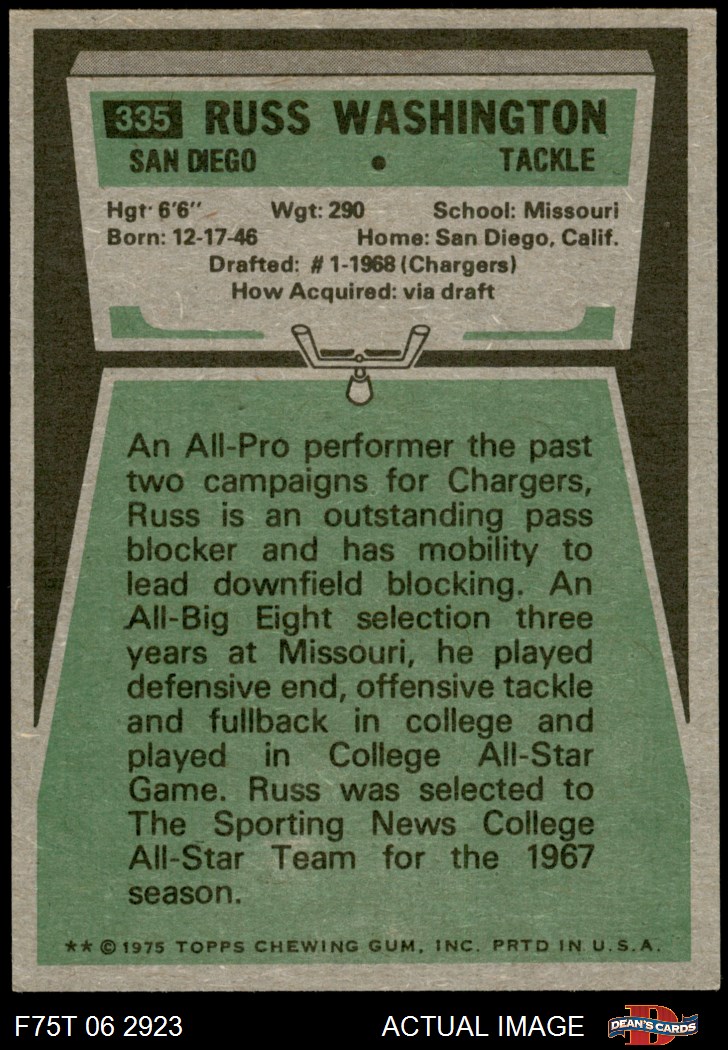 335 RUSS WASHINGTON
SAN DIEGO • TACKLE
Hgt· 6'6" Wgt: 290 School: Missouri
Born: 12-17-46 Home: San Diego, Calif.
Drafted: #1-1968 (Chargers)
How Acquired: via draft
An All-Pro performer the past
two campaigns for Chargers,
Russ is an outstanding pass
blocker and has mobility to
lead downfield blocking. An
All-Big Eight selection three
years at Missouri, he played
defensive end, offensive tackle
and fullback in college and
played in College All-Star
Game. Russ was selected to
The Sporting News College
All-Star Team for the 1967
season.
** © 1975 TOPPS CHEWING GUM, INC. PRTD IN U.S.A.
F75T 06 2923 ACTUAL IMAGE D DEAN'S CARDS